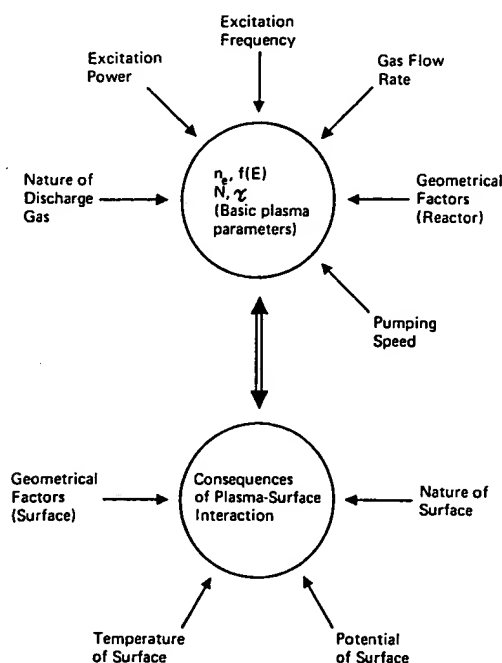 Excitation
Frequency
Excitation
Power
Gas Flow
Rate
Nature of
Discharge
Gas
nₑ, f(E)
N, τ
(Basic plasma
parameters)
Geometrical
Factors
(Reactor)
Pumping
Speed
Geometrical
Factors
(Surface)
Consequences
of Plasma-Surface
Interaction
Nature of
Surface
Temperature
of Surface
Potential
of Surface